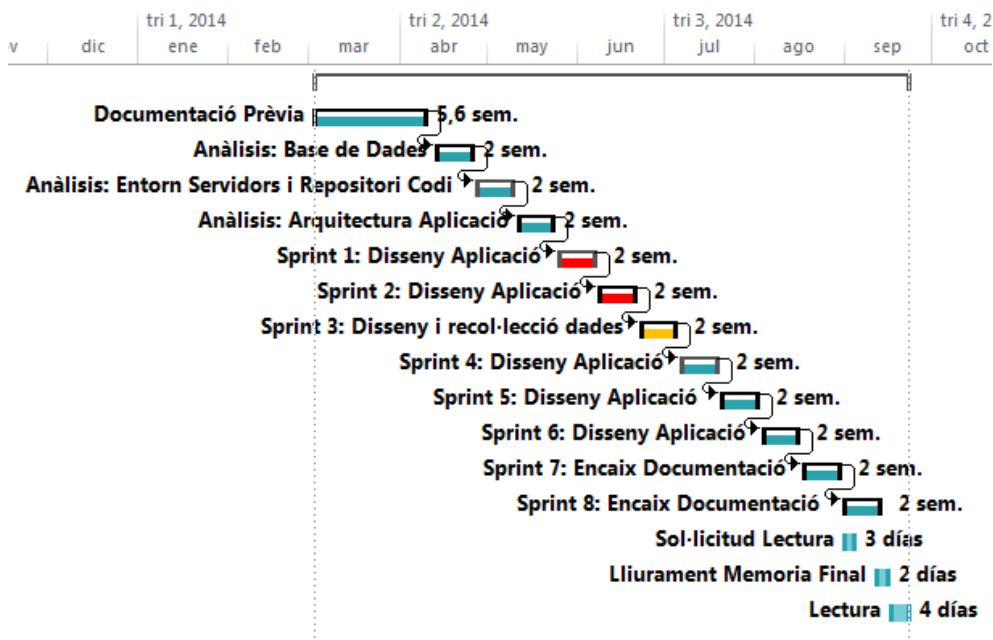 tri 1, 2014 tri 2, 2014 tri 3, 2014 tri 4, 2
dic ene feb mar abr may jun jul ago sep oct
Documentació Prèvia 5,6 sem.
Anàlisis: Base de Dades 2 sem.
Anàlisis: Entorn Servidors i Repositori Codi 2 sem.
Anàlisis: Arquitectura Aplicació 2 sem.
Sprint 1: Disseny Aplicació 2 sem.
Sprint 2: Disseny Aplicació 2 sem.
Sprint 3: Disseny i recol·lecció dades 2 sem.
Sprint 4: Disseny Aplicació 2 sem.
Sprint 5: Disseny Aplicació 2 sem.
Sprint 6: Disseny Aplicació 2 sem.
Sprint 7: Encaix Documentació 2 sem.
Sprint 8: Encaix Documentació 2 sem.
Sol·licitud Lectura 3 días
Lliurament Memoria Final 2 días
Lectura 4 días